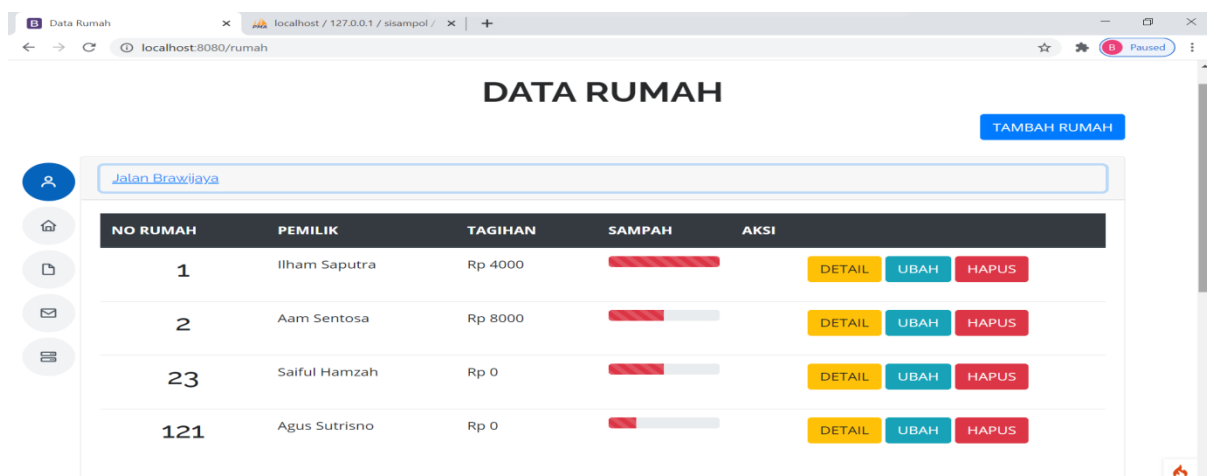 Data Rumah
localhost / 127.0.0.1 / sisampol /
localhost:8080/rumah
B Paused
DATA RUMAH
TAMBAH RUMAH
Jalan Brawijaya
NO RUMAH PEMILIK TAGIHAN SAMPAH AKSI
1 Ilham Saputra Rp 4000 DETAIL UBAH HAPUS
2 Aam Sentosa Rp 8000 DETAIL UBAH HAPUS
23 Saiful Hamzah Rp 0 DETAIL UBAH HAPUS
121 Agus Sutrisno Rp 0 DETAIL UBAH HAPUS